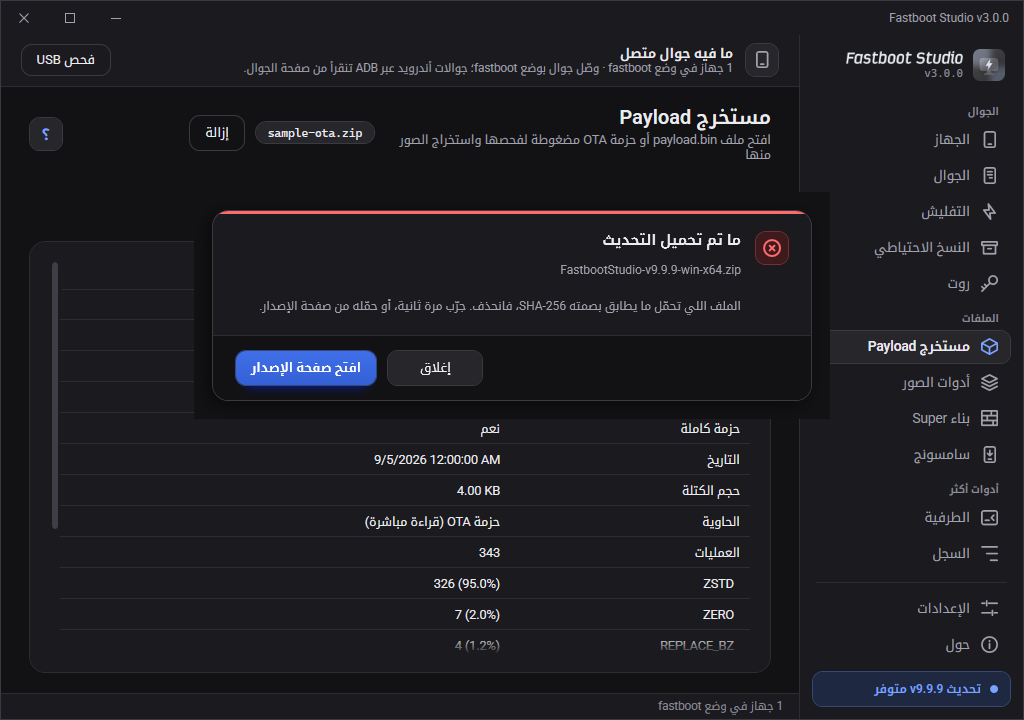 Fastboot Studio v3.0.0
Fastboot Studio
v3.0.0
الجوال
الجهاز
الجوال
التفليش
النسخ الاحتياطي
روت
الملفات
مستخرج Payload
أدوات الصور
بناء Super
سامسونج
أدوات أكثر
الطرفية
السجل
الإعدادات
حول
تحديث v9.9.9 متوفر
ما فيه جوال متصل
1 جهاز في وضع fastboot · وصّل جوال بوضع fastboot؛ جوالات أندرويد عبر ADB تنقرأ من صفحة الجوال.
فحص USB
مستخرج Payload
افتح ملف payload.bin أو حزمة OTA مضغوطة لفحصها واستخراج الصور
منها
sample-ota.zip
إزالة
؟
ما تم تحميل التحديث
FastbootStudio-v9.9.9-win-x64.zip
الملف اللي تحمّل ما يطابق بصمته SHA-256، فانحذف. جرّب مرة ثانية، أو حمّله من صفحة الإصدار.
إغلاق
افتح صفحة الإصدار
حزمة كاملة نعم
التاريخ 9/5/2026 12:00:00 AM
حجم الكتلة 4.00 KB
الحاوية حزمة OTA (قراءة مباشرة)
العمليات 343
ZSTD 326 (95.0%)
ZERO 7 (2.0%)
REPLACE_BZ 4 (1.2%)
1 جهاز في وضع fastboot